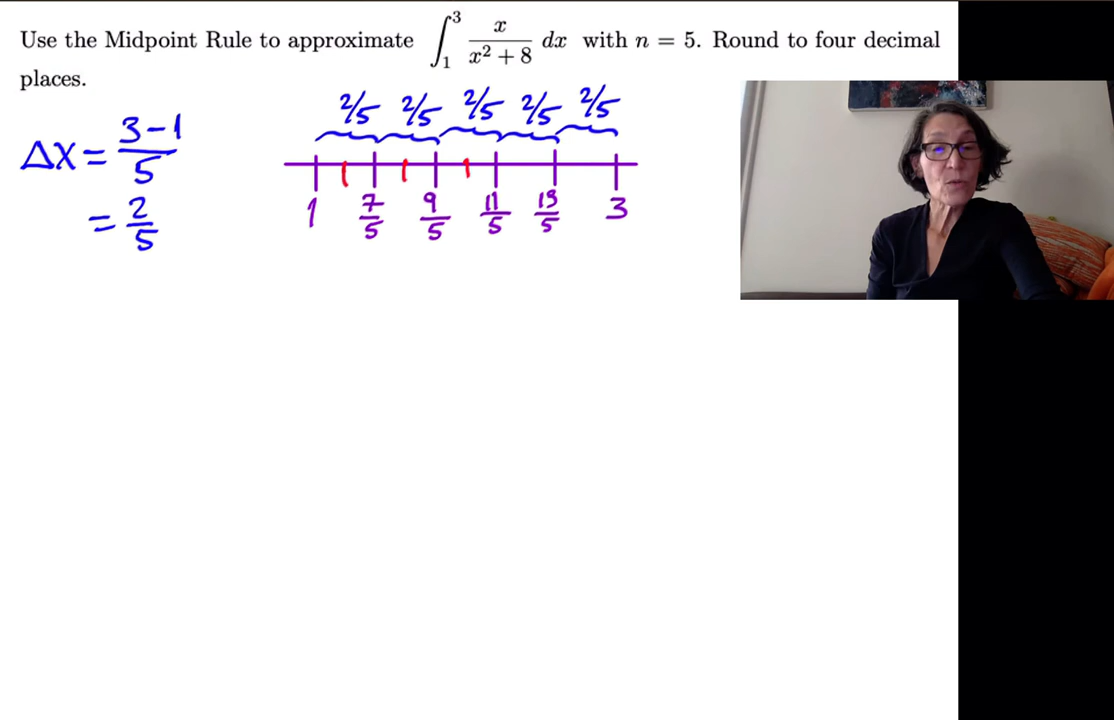 Use the Midpoint Rule to approximate ∫₁³ x/(x² + 8) dx with n = 5. Round to four decimal
places.
2/5 2/5 2/5 2/5 2/5
ΔX = (3-1)/5
= 2/5
1 7/5 9/5 11/5 13/5 3